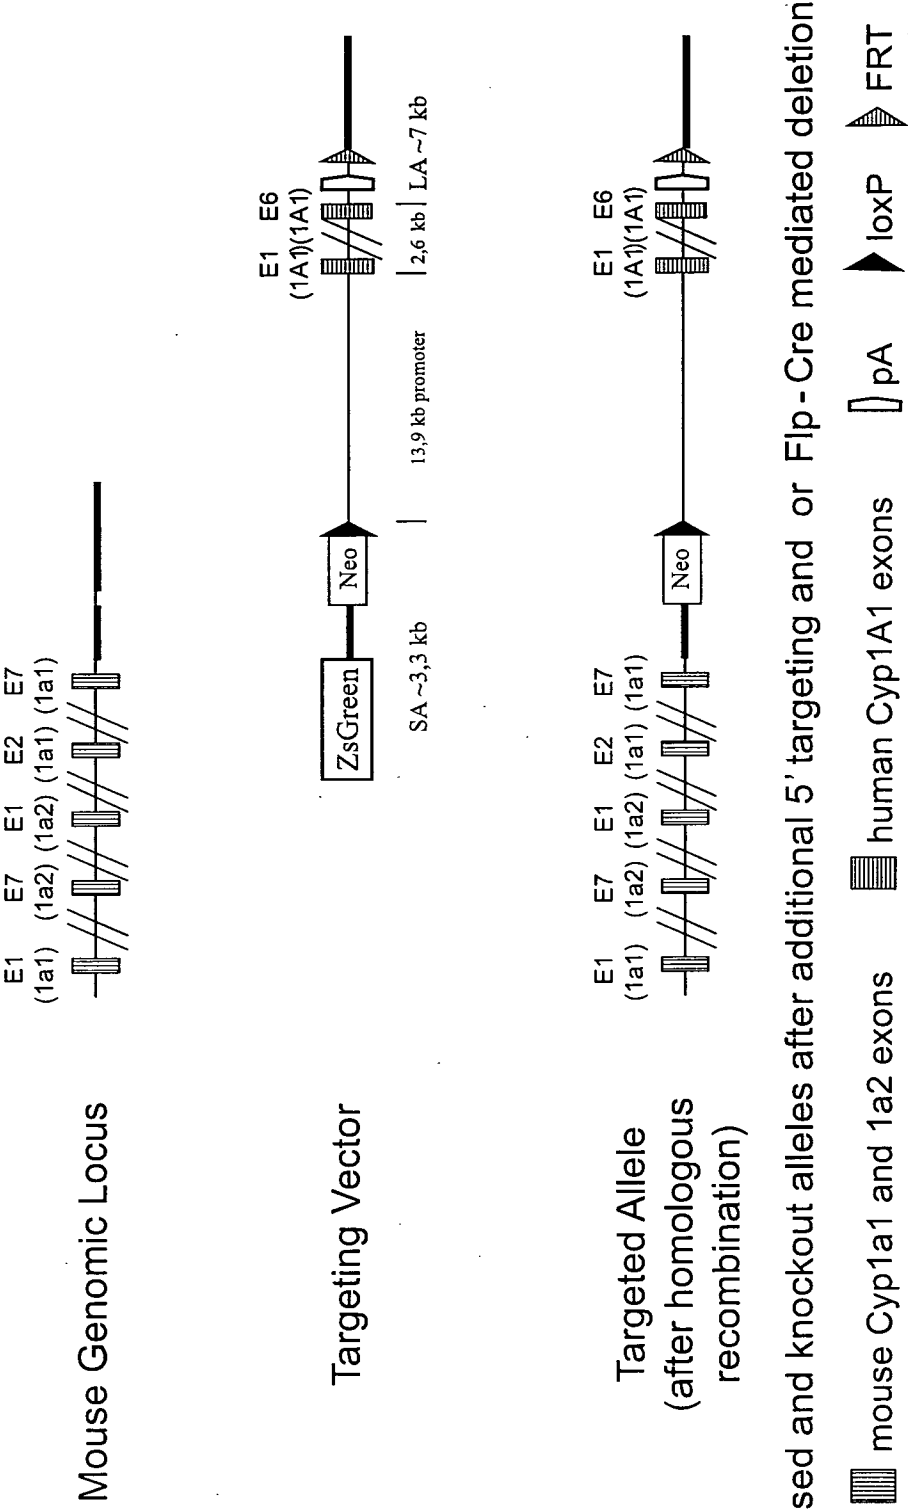 Mouse Genomic Locus
E1 E7 E1 E2 E7
(1a1) (1a2) (1a2) (1a1) (1a1)
Targeting Vector
E1 E6
(1A1)(1A1)
ZsGreen Neo
SA ~3,3 kb 13,9 kb promoter 2,6 kb LA ~7 kb
Targeted Allele
(after homologous
recombination)
E1 E7 E1 E2 E7 E1 E6
(1a1) (1a2) (1a2) (1a1) (1a1) (1A1)(1A1)
Neo
sed and knockout alleles after additional 5' targeting and or Flp - Cre mediated deletion
mouse Cyp1a1 and 1a2 exons human Cyp1A1 exons pA loxP FRT